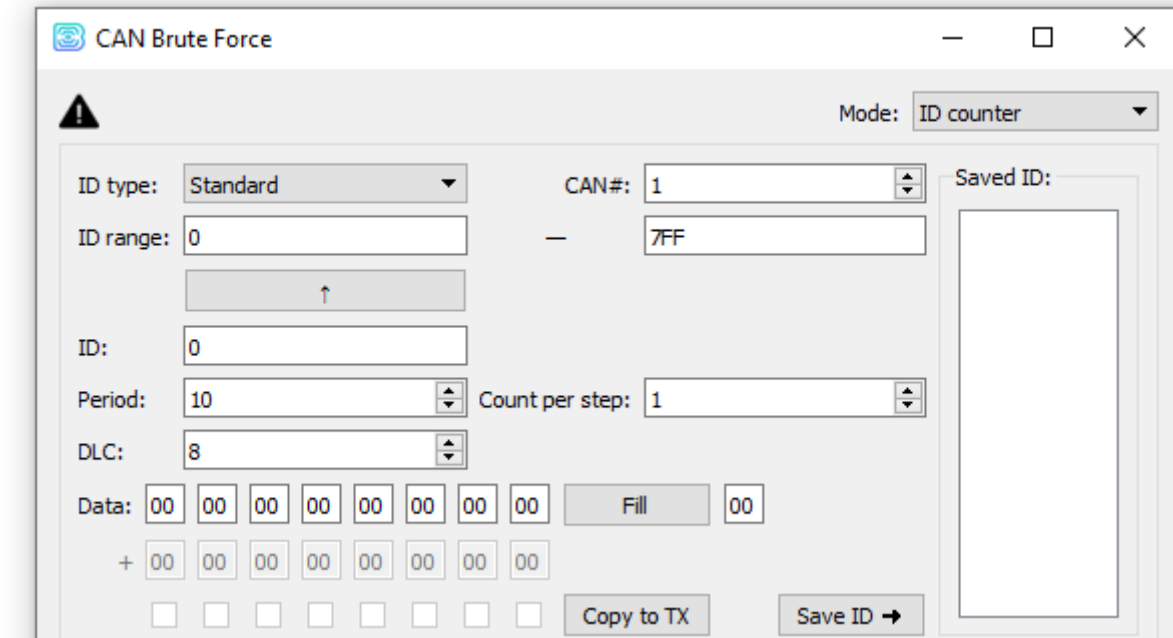 CAN Brute Force
Mode: ID counter
ID type: Standard CAN#: 1 Saved ID:
ID range: 0 — 7FF
↑
ID: 0
Period: 10 Count per step: 1
DLC: 8
Data: 00 00 00 00 00 00 00 00 Fill 00
+ 00 00 00 00 00 00 00 00
Copy to TX Save ID →